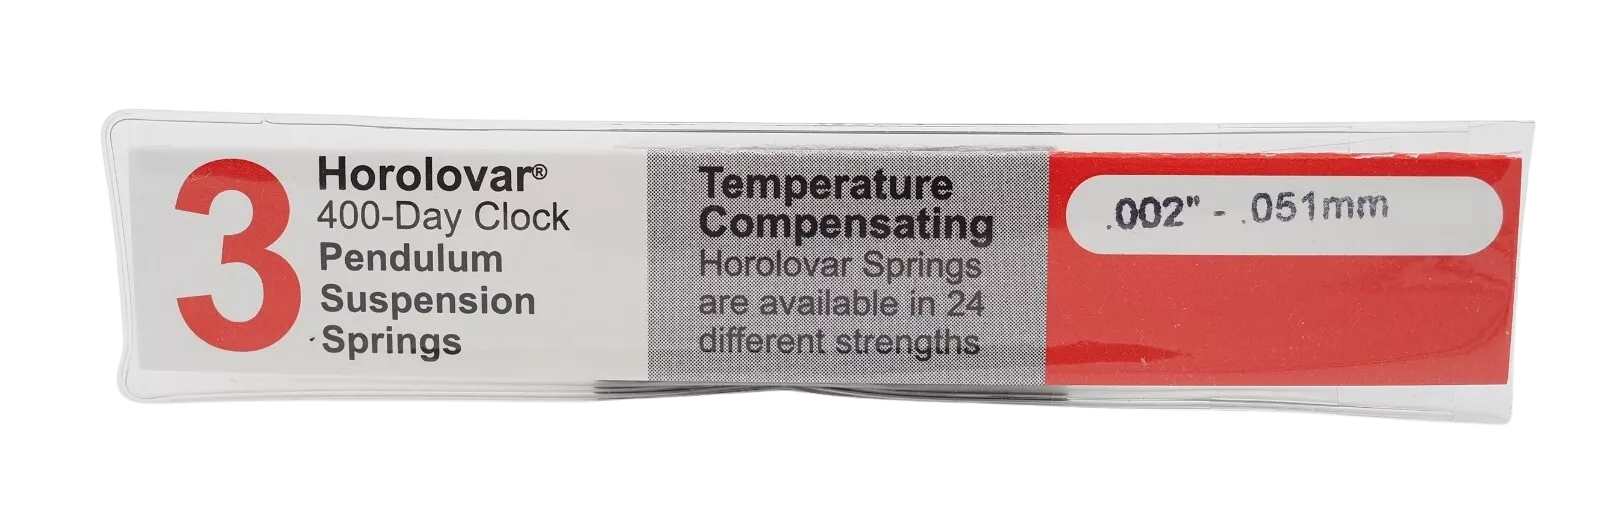 3
Horolovar®
400-Day Clock
Pendulum
Suspension
Springs
Temperature
Compensating
Horolovar Springs
are available in 24
different strengths
.002" - .051mm